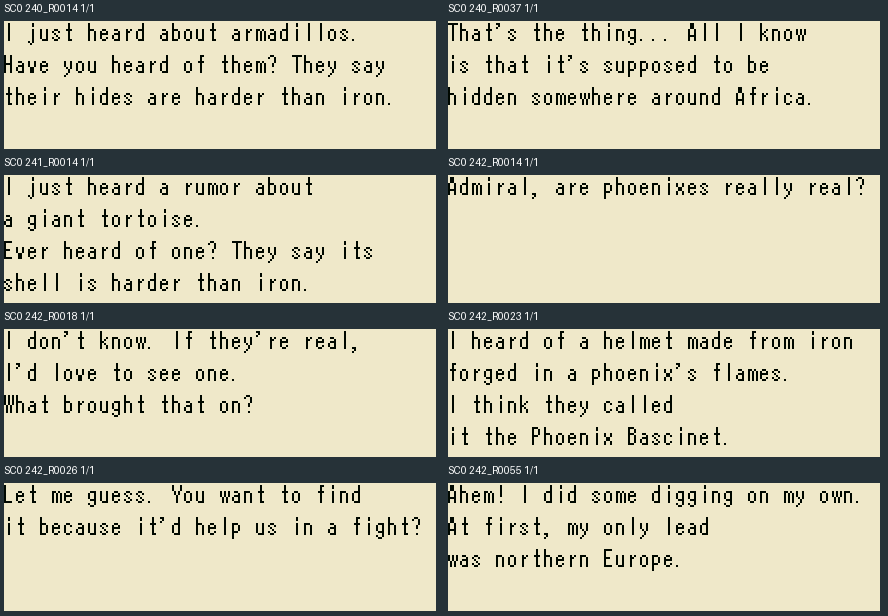 SC0 240_R0014 1/1
I just heard about armadillos.
Have you heard of them? They say
their hides are harder than iron.
SC0 240_R0037 1/1
That's the thing... All I know
is that it's supposed to be
hidden somewhere around Africa.
SC0 241_R0014 1/1
I just heard a rumor about
a giant tortoise.
Ever heard of one? They say its
shell is harder than iron.
SC0 242_R0014 1/1
Admiral, are phoenixes really real?
SC0 242_R0018 1/1
I don't know. If they're real,
I'd love to see one.
What brought that on?
SC0 242_R0023 1/1
I heard of a helmet made from iron
forged in a phoenix's flames.
I think they called
it the Phoenix Bascinet.
SC0 242_R0026 1/1
Let me guess. You want to find
it because it'd help us in a fight?
SC0 242_R0055 1/1
Ahem! I did some digging on my own.
At first, my only lead
was northern Europe.